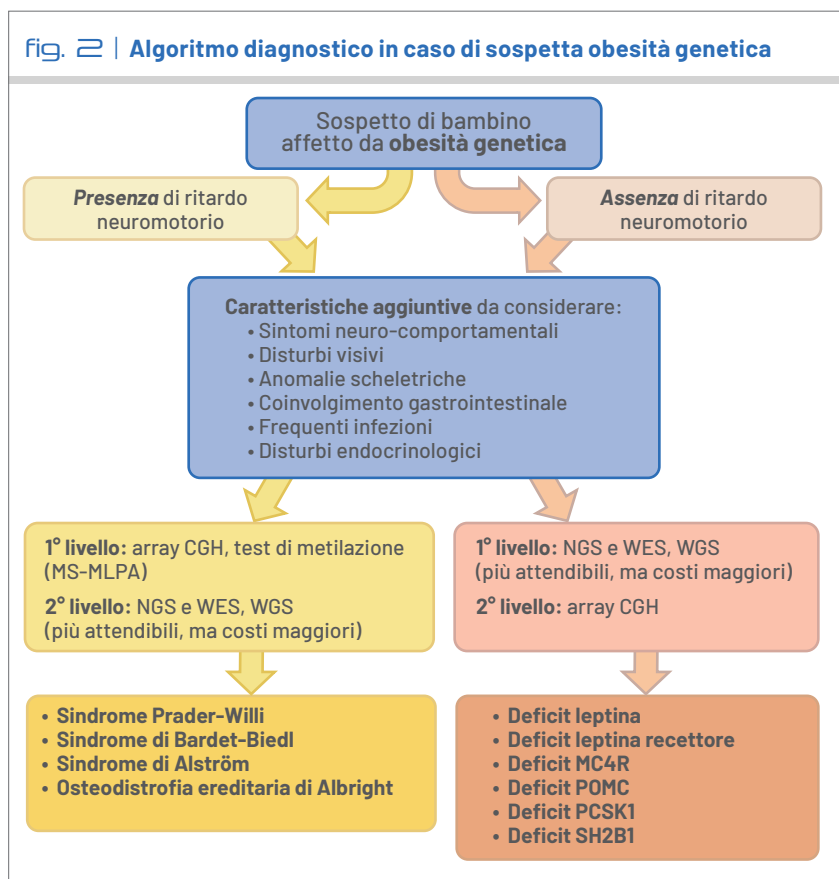 fig. 2 | Algoritmo diagnostico in caso di sospetta obesità genetica
Sospetto di bambino
affetto da obesità genetica
Presenza di ritardo
neuromotorio
Assenza di ritardo
neuromotorio
Caratteristiche aggiuntive da considerare:
• Sintomi neuro-comportamentali
• Disturbi visivi
• Anomalie scheletriche
• Coinvolgimento gastrointestinale
• Frequenti infezioni
• Disturbi endocrinologici
1° livello: array CGH, test di metilazione
(MS-MLPA)
2° livello: NGS e WES, WGS
(più attendibili, ma costi maggiori)
1° livello: NGS e WES, WGS
(più attendibili, ma costi maggiori)
2° livello: array CGH
• Sindrome Prader-Willi
• Sindrome di Bardet-Biedl
• Sindrome di Alström
• Osteodistrofia ereditaria di Albright
• Deficit leptina
• Deficit leptina recettore
• Deficit MC4R
• Deficit POMC
• Deficit PCSK1
• Deficit SH2B1